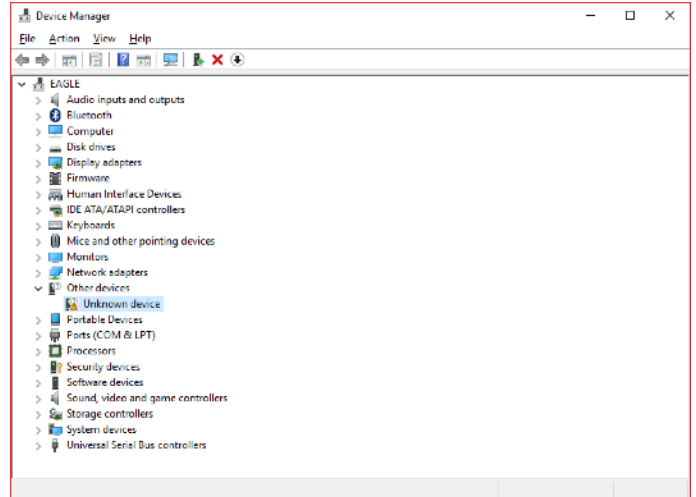 Device Manager
File Action View Help
EAGLE
Audio inputs and outputs
Bluetooth
Computer
Disk drives
Display adapters
Firmware
Human Interface Devices
IDE ATA/ATAPI controllers
Keyboards
Mice and other pointing devices
Monitors
Network adapters
Other devices
Unknown device
Portable Devices
Ports (COM & LPT)
Processors
Security devices
Software devices
Sound, video and game controllers
Storage controllers
System devices
Universal Serial Bus controllers